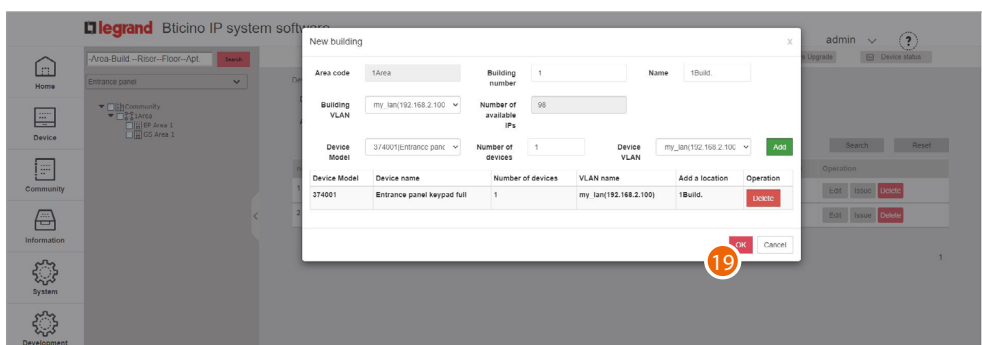 legrand Bticino IP system software
admin
?
-Area-Build --Riser--Floor--Apt.
Search
Upgrade
Device status
Entrance panel
Home
Community
1Area
EP Area 1
GS Area 1
Device
Community
Information
System
Development
New building
x
Area code
1Area
Building number
1
Name
1Build.
Building VLAN
my_lan(192.168.2.100
Number of available IPs
98
Device Model
374001|Entrance panc
Number of devices
1
Device VLAN
my_lan(192.168.2.100
Add
Device Model Device name Number of devices VLAN name Add a location Operation
374001 Entrance panel keypad full 1 my_lan(192.168.2.100) 1Build. Delete
OK
Cancel
19
Search
Reset
Operation
1
Edit Issue Delete
2
Edit Issue Delete
1